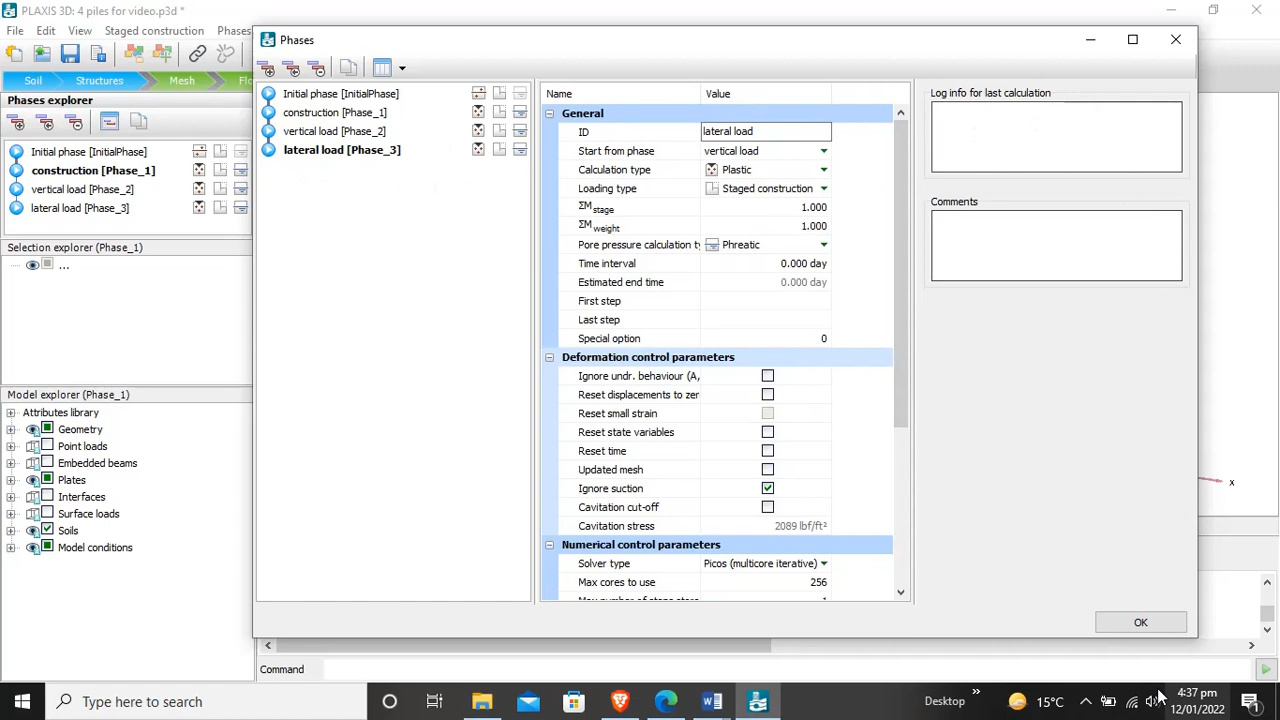 PLAXIS 3D: 4 piles for video.p3d *
File Edit View Staged construction Phases
Soil Structures Mesh
Phases explorer
Initial phase [InitialPhase]
construction [Phase_1]
vertical load [Phase_2]
lateral load [Phase_3]
Selection explorer (Phase_1)
...
Model explorer (Phase_1)
Attributes library
Geometry
Point loads
Embedded beams
Plates
Interfaces
Surface loads
Soils
Model conditions
Phases
Initial phase [InitialPhase]
construction [Phase_1]
vertical load [Phase_2]
lateral load [Phase_3]
Name Value
General
ID lateral load
Start from phase vertical load
Calculation type Plastic
Loading type Staged construction
ΣMstage 1.000
ΣMweight 1.000
Pore pressure calculation ty Phreatic
Time interval 0.000 day
Estimated end time 0.000 day
First step
Last step
Special option 0
Deformation control parameters
Ignore undr. behaviour (A,
Reset displacements to zer
Reset small strain
Reset state variables
Reset time
Updated mesh
Ignore suction
Cavitation cut-off
Cavitation stress 2089 lbf/ft²
Numerical control parameters
Solver type Picos (multicore iterative)
Max cores to use 256
Log info for last calculation
Comments
OK
x
Command
Type here to search
Desktop
15°C
4:37 pm
12/01/2022